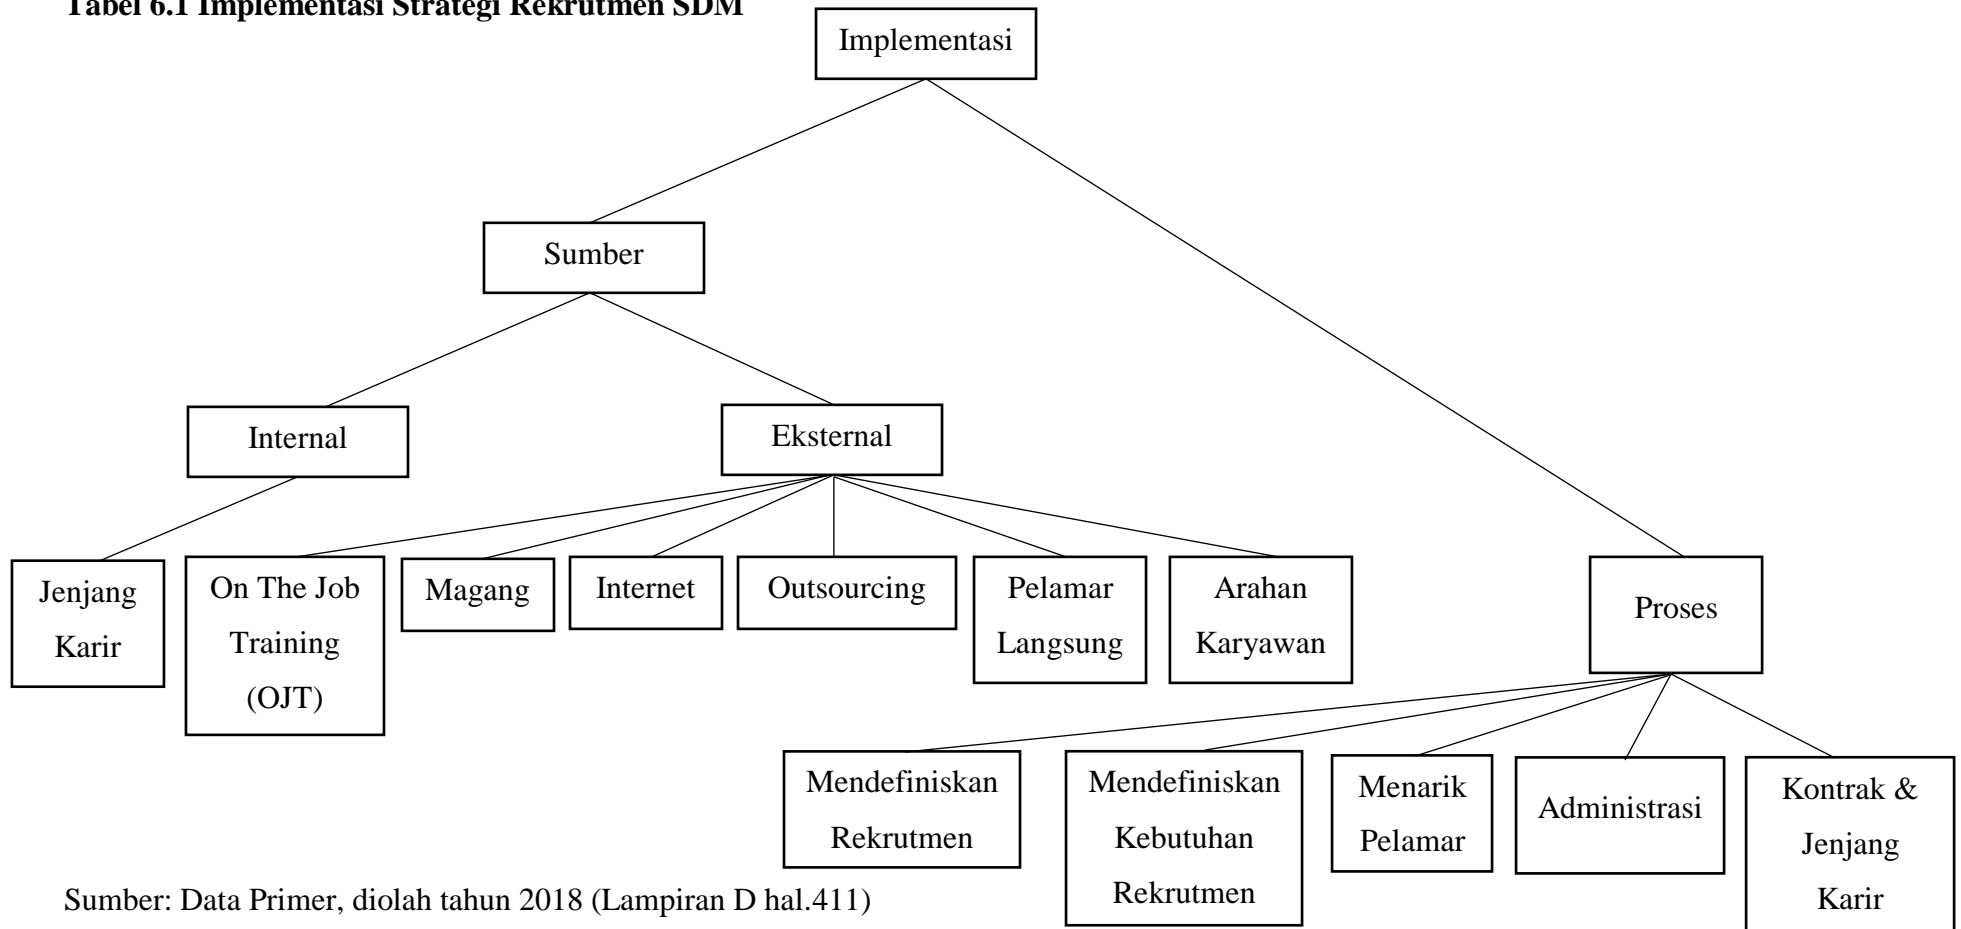 Tabel 6.1 Implementasi Strategi Rekrutmen SDM
Implementasi
Sumber
Internal
Eksternal
Jenjang
Karir
On The Job
Training
(OJT)
Magang
Internet
Outsourcing
Pelamar
Langsung
Arahan
Karyawan
Proses
Mendefiniskan
Rekrutmen
Mendefiniskan
Kebutuhan
Rekrutmen
Menarik
Pelamar
Administrasi
Kontrak &
Jenjang
Karir
Sumber: Data Primer, diolah tahun 2018 (Lampiran D hal.411)